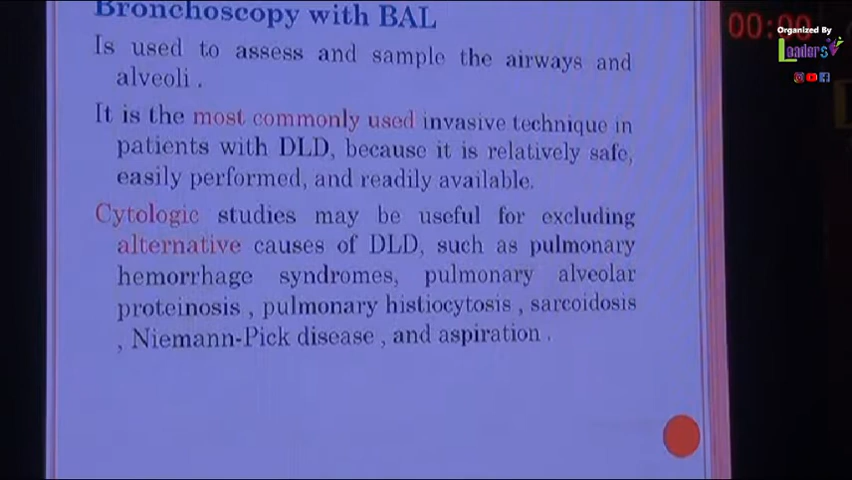 Bronchoscopy with BAL
Is used to assess and sample the airways and
alveoli .
It is the most commonly used invasive technique in
patients with DLD, because it is relatively safe,
easily performed, and readily available.
Cytologic studies may be useful for excluding
alternative causes of DLD, such as pulmonary
hemorrhage syndromes, pulmonary alveolar
proteinosis , pulmonary histiocytosis , sarcoidosis
, Niemann-Pick disease , and aspiration .
00:00
Organized By
Leaders